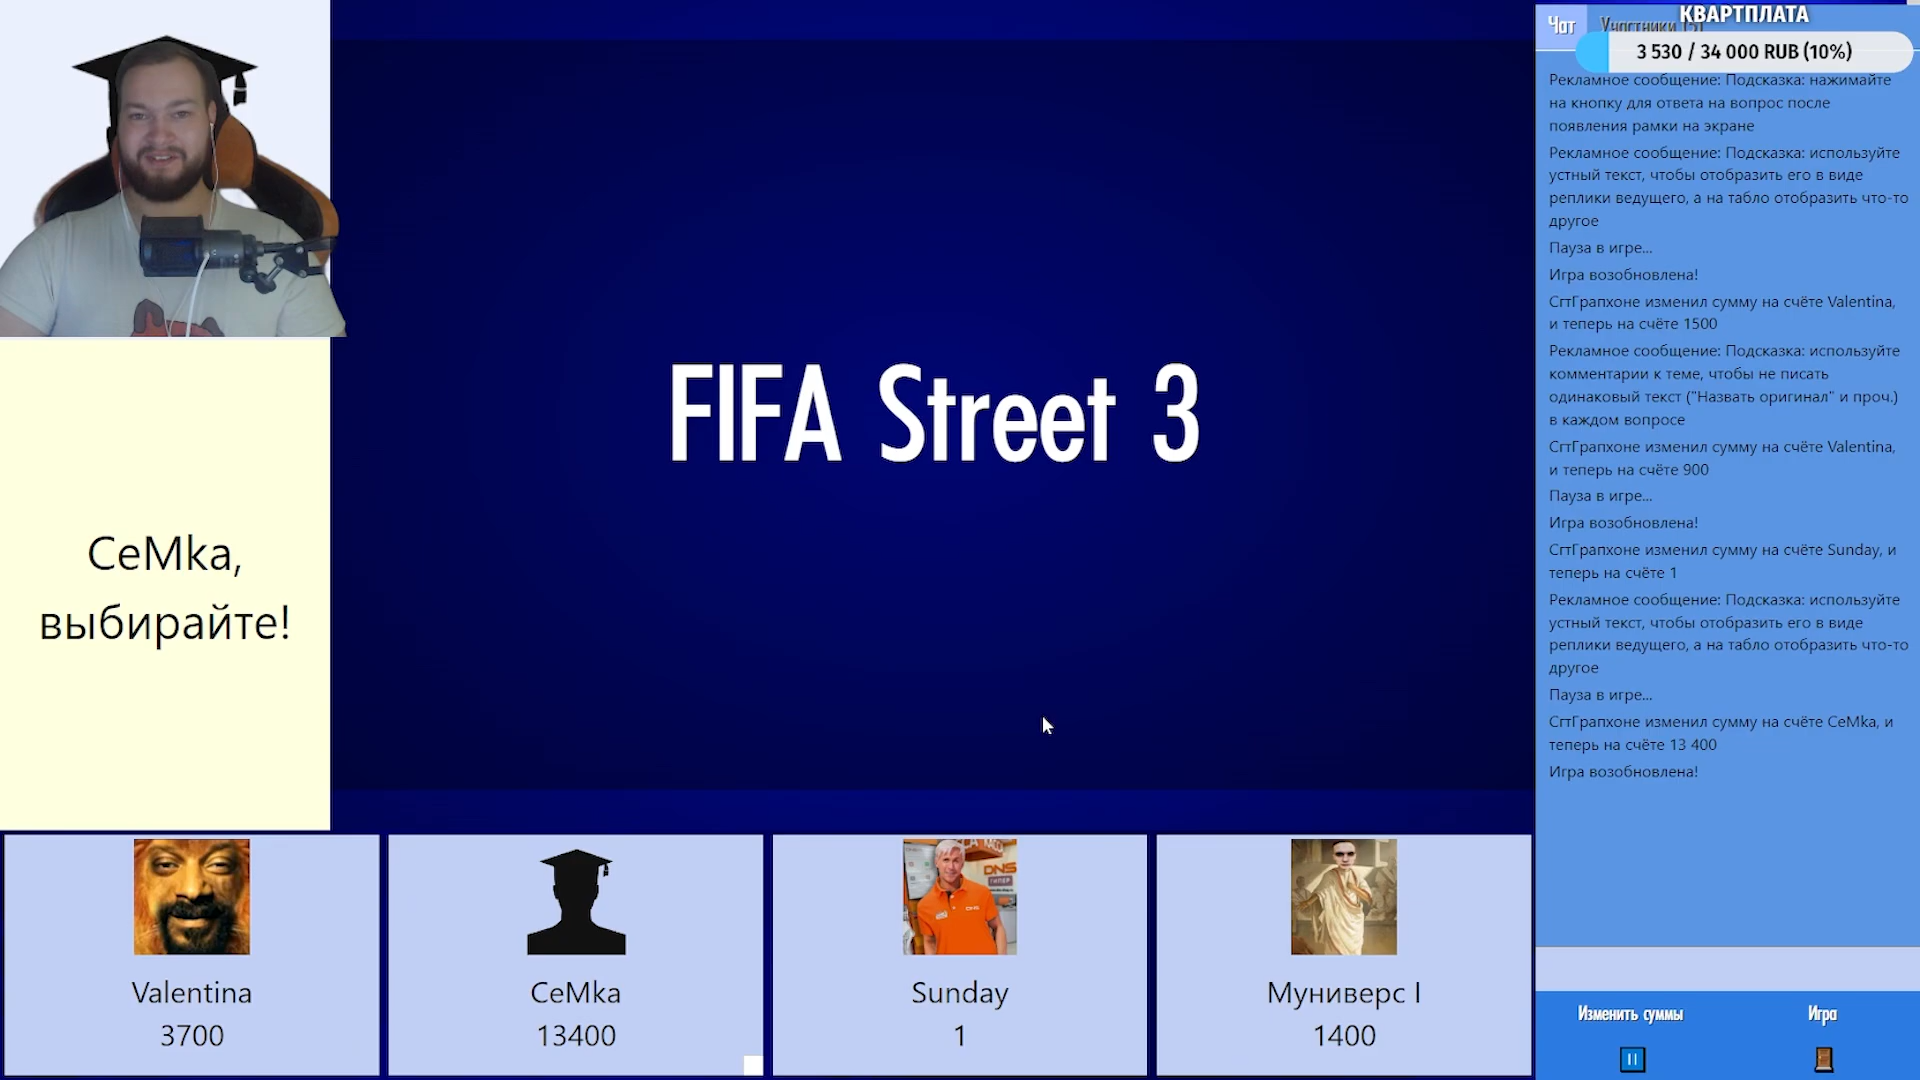 КВАРТПЛАТА
Чат
Участники
3 530 / 34 000 RUB (10%)
Рекламное сообщение: Подсказка: нажимайте
на кнопку для ответа на вопрос после
появления рамки на экране
Рекламное сообщение: Подсказка: используйте
устный текст, чтобы отобразить его в виде
реплики ведущего, а на табло отобразить что-то
другое
Пауза в игре...
Игра возобновлена!
СгтГрапхоне изменил сумму на счёте Valentina,
и теперь на счёте 1500
Рекламное сообщение: Подсказка: используйте
комментарии к теме, чтобы не писать
одинаковый текст ("Назвать оригинал" и проч.)
в каждом вопросе
СгтГрапхоне изменил сумму на счёте Valentina,
и теперь на счёте 900
Пауза в игре...
Игра возобновлена!
СгтГрапхоне изменил сумму на счёте Sunday, и
теперь на счёте 1
Рекламное сообщение: Подсказка: используйте
устный текст, чтобы отобразить его в виде
реплики ведущего, а на табло отобразить что-то
другое
Пауза в игре...
СгтГрапхоне изменил сумму на счёте CeMka, и
теперь на счёте 13 400
Игра возобновлена!
FIFA Street 3
CeMka,
выбирайте!
DNS
Valentina
3700
CeMka
13400
Sunday
1
Муниверс I
1400
Изменить суммы
Игра